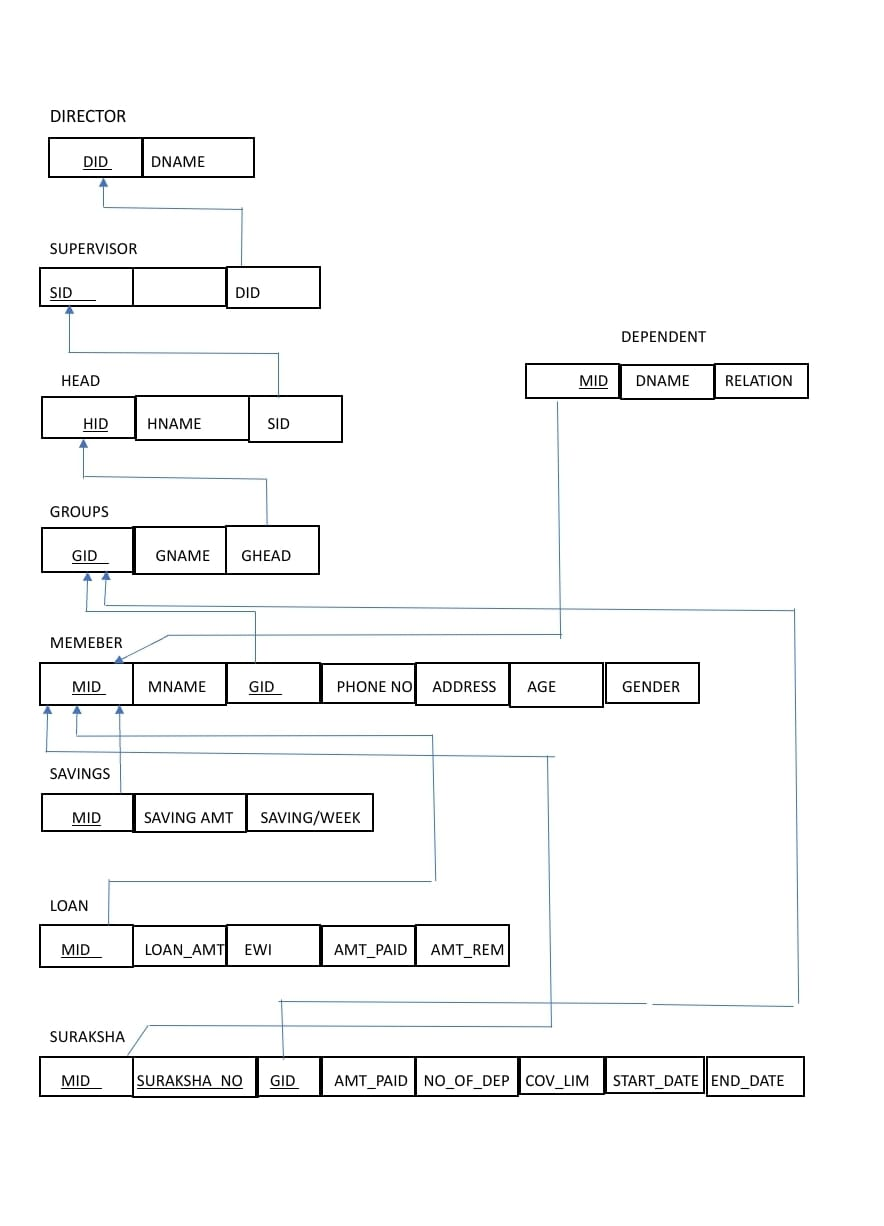 DIRECTOR
DID DNAME
SUPERVISOR
SID DID
DEPENDENT
MID DNAME RELATION
HEAD
HID HNAME SID
GROUPS
GID GNAME GHEAD
MEMEBER
MID MNAME GID PHONE NO ADDRESS AGE GENDER
SAVINGS
MID SAVING AMT SAVING/WEEK
LOAN
MID LOAN_AMT EWI AMT_PAID AMT_REM
SURAKSHA
MID SURAKSHA_NO GID AMT_PAID NO_OF_DEP COV_LIM START_DATE END_DATE